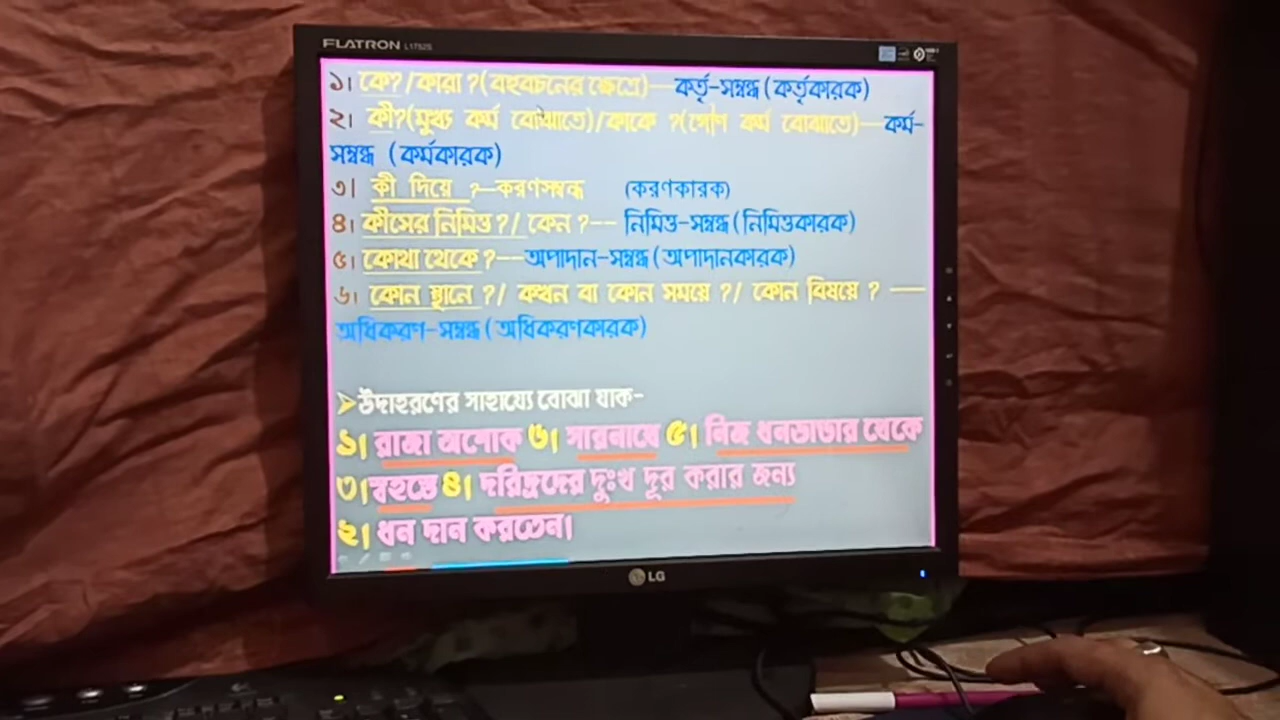 FLATRON L1752S
১। কে?/কারা ?(বহুবচনের ক্ষেত্রে)—কর্তৃ-সম্বন্ধ (কর্তৃকারক)
২। কী?(মুখ্য কর্ম বোঝাতে)/কাকে ?(গৌণ কর্ম বোঝাতে)—কর্ম-
সম্বন্ধ (কর্মকারক)
৩। কী দিয়ে ?—করণসম্বন্ধ (করণকারক)
৪। কীসের নিমিত্ত ?/ কেন ?-- নিমিত্ত-সম্বন্ধ (নিমিত্তকারক)
৫। কোথা থেকে ?--অপাদান-সম্বন্ধ (অপাদানকারক)
৬। কোন স্থানে ?/ কখন বা কোন সময়ে ?/ কোন বিষয়ে ? —
অধিকরণ-সম্বন্ধ (অধিকরণকারক)
➤উদাহরণের সাহায্যে বোঝা যাক-
১। রাজা অশোক ৬। সারনাথে ৫। নিজ ধনভান্ডার থেকে
৩।স্বহস্তে ৪। দরিদ্রদের দুঃখ দূর করার জন্য
২। ধন দান করতেন।
LG